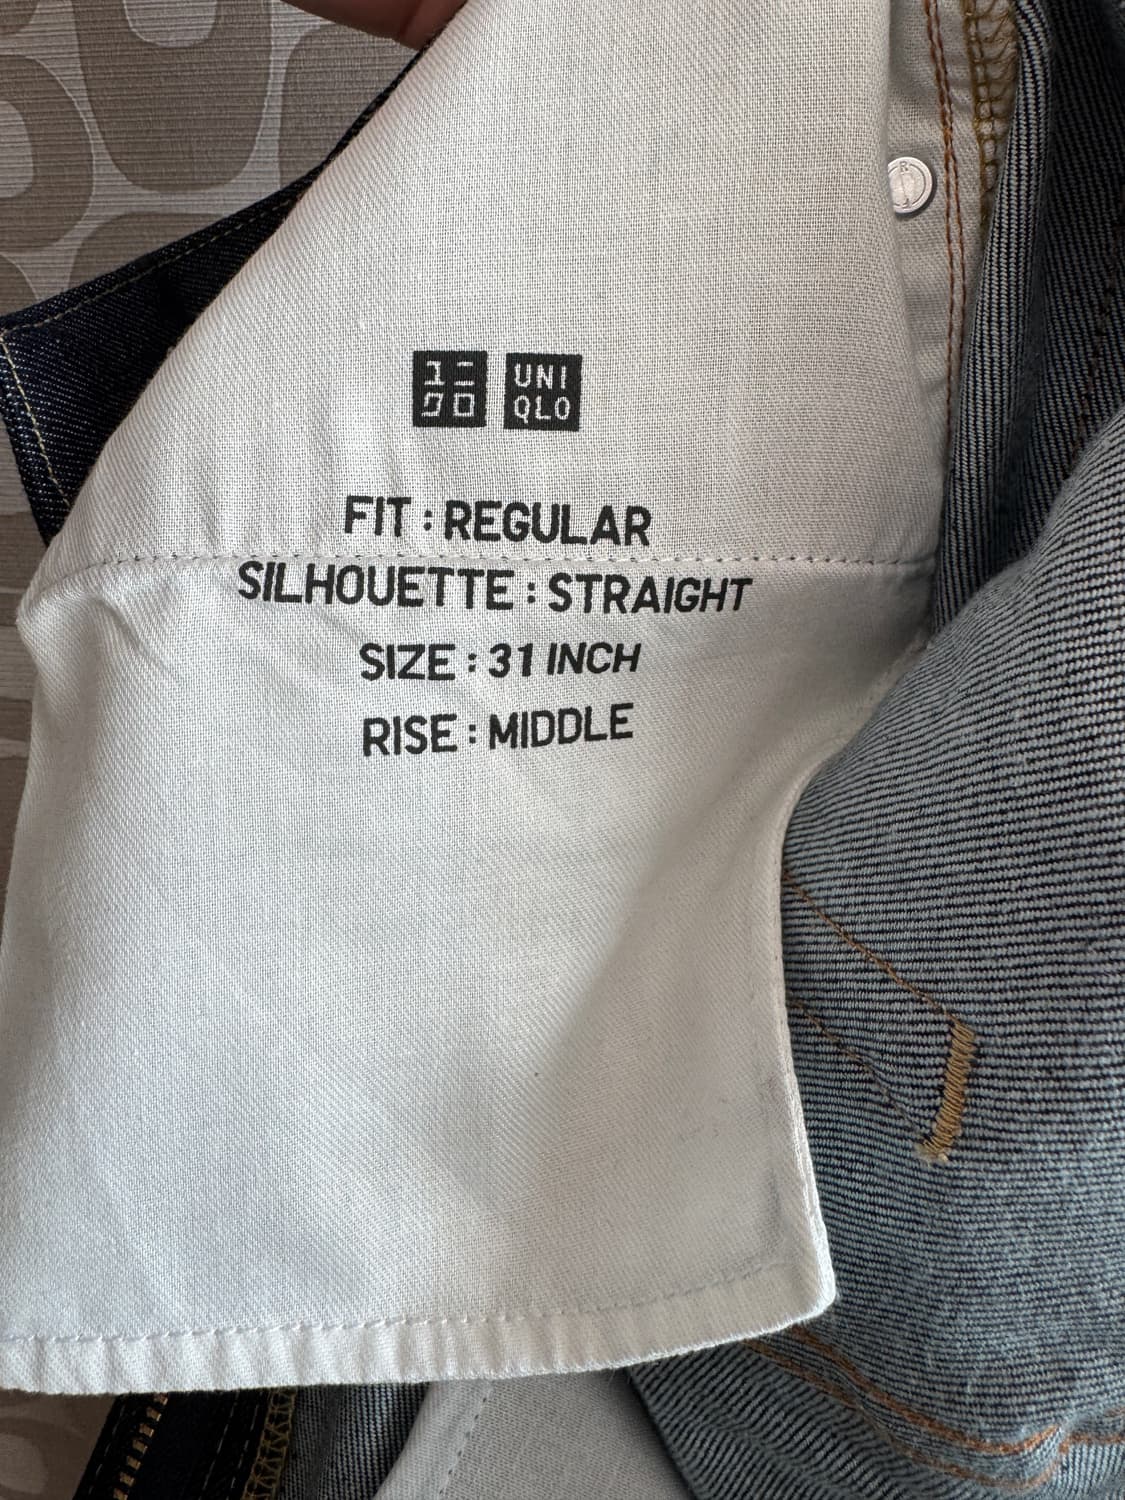 ユニ
クロ
UNI
QLO
FIT : REGULAR
SILHOUETTE : STRAIGHT
SIZE : 31 INCH
RISE : MIDDLE